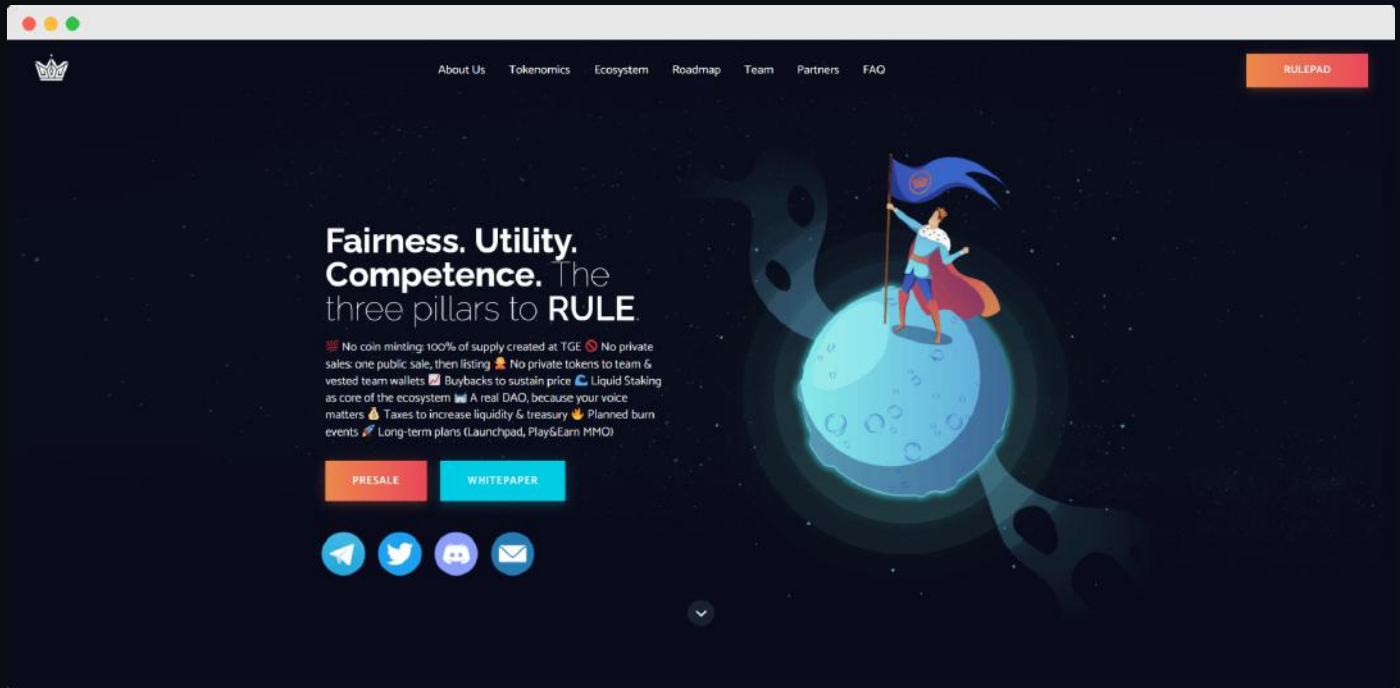 About Us Tokenomics Ecosystem Roadmap Team Partners FAQ
RULEPAD
Fairness. Utility.
Competence. The
three pillars to RULE.
💯 No coin minting: 100% of supply created at TGE 🚫 No private
sales: one public sale, then listing 🙅 No private tokens to team &
vested team wallets 📈 Buybacks to sustain price 🌊 Liquid Staking
as core of the ecosystem 🗳 A real DAO, because your voice
matters 💰 Taxes to increase liquidity & treasury 🔥 Planned burn
events 🚀 Long-term plans (Launchpad, Play&Earn MMO)
PRESALE WHITEPAPER